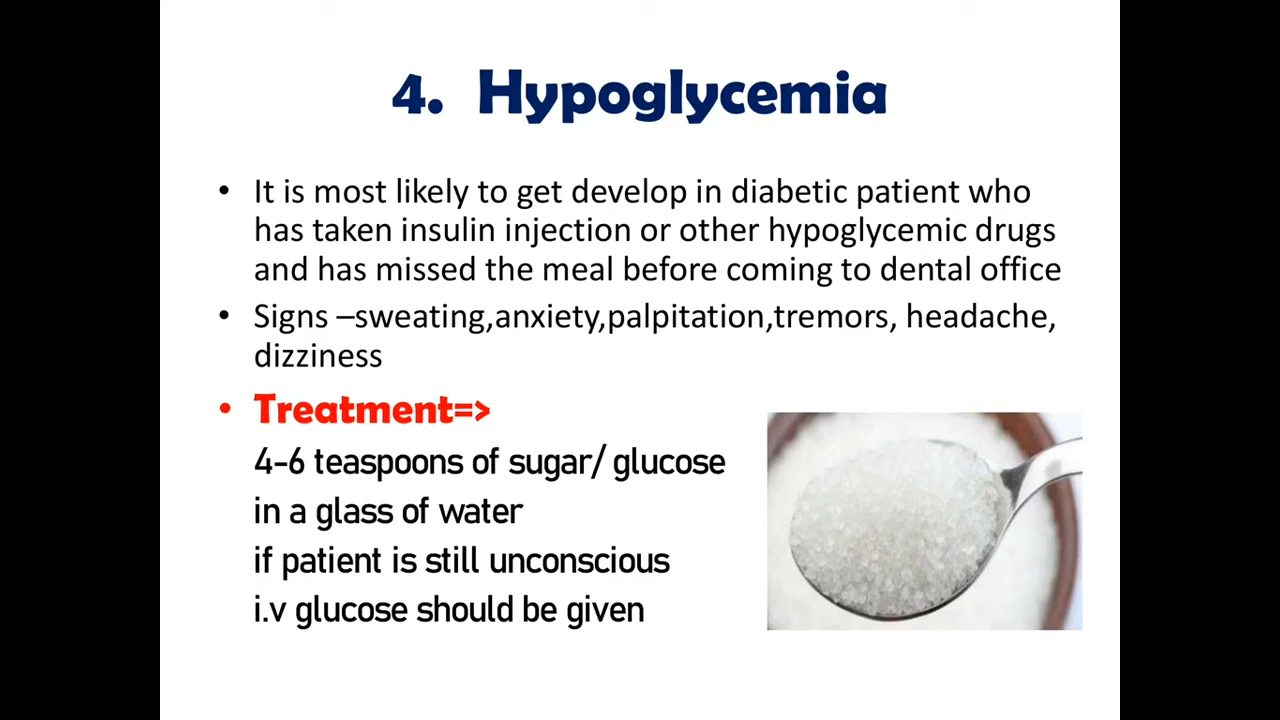 4. Hypoglycemia
• It is most likely to get develop in diabetic patient who
has taken insulin injection or other hypoglycemic drugs
and has missed the meal before coming to dental office
• Signs –sweating,anxiety,palpitation,tremors, headache,
dizziness
• Treatment=>
4-6 teaspoons of sugar/ glucose
in a glass of water
if patient is still unconscious
i.v glucose should be given